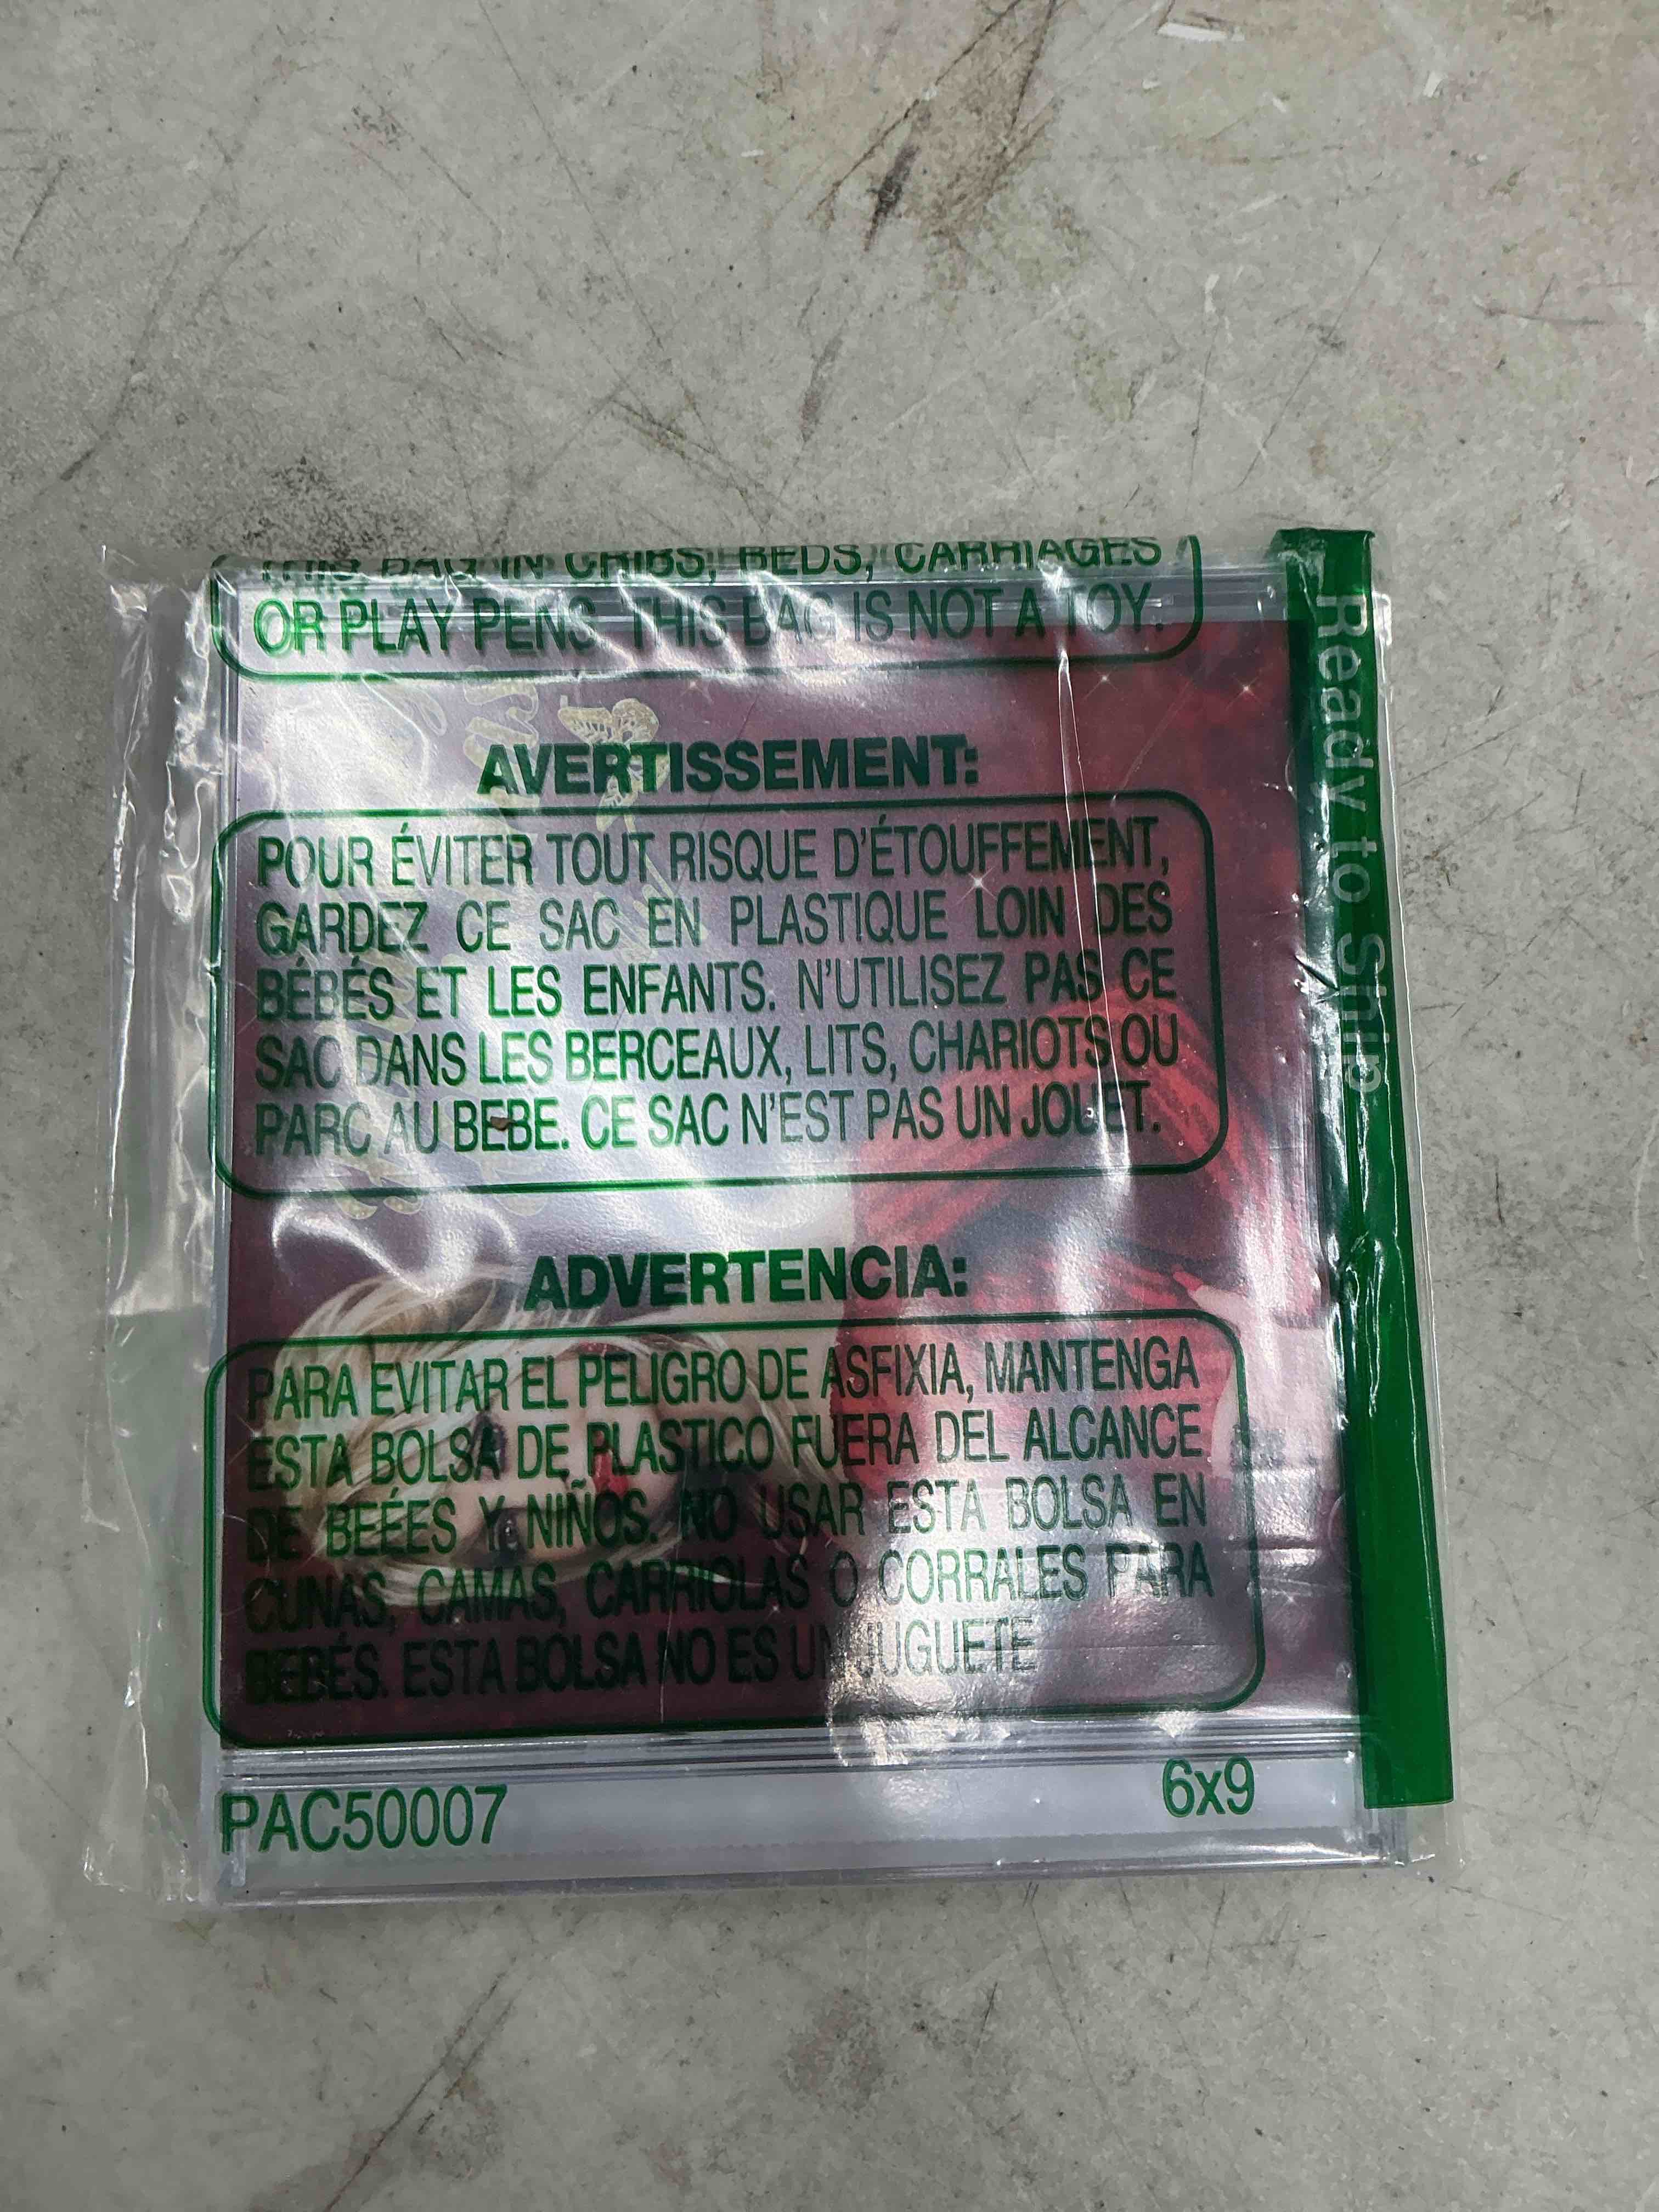 THIS BAG IN CRIBS, BEDS, CARRIAGES
OR PLAY PENS. THIS BAG IS NOT A TOY.
AVERTISSEMENT:
POUR ÉVITER TOUT RISQUE D'ÉTOUFFEMENT,
GARDEZ CE SAC EN PLASTIQUE LOIN DES
BÉBÉS ET LES ENFANTS. N'UTILISEZ PAS CE
SAC DANS LES BERCEAUX, LITS, CHARIOTS OU
PARC AU BEBE. CE SAC N'EST PAS UN JOUET.
ADVERTENCIA:
PARA EVITAR EL PELIGRO DE ASFIXIA, MANTENGA
ESTA BOLSA DE PLASTICO FUERA DEL ALCANCE
DE BEÉES Y NIÑOS. NO USAR ESTA BOLSA EN
CUNAS, CAMAS, CARRIOLAS O CORRALES PARA
BEBÉS. ESTA BOLSA NO ES UN JUGUETE
PAC50007
6x9
Ready to Ship